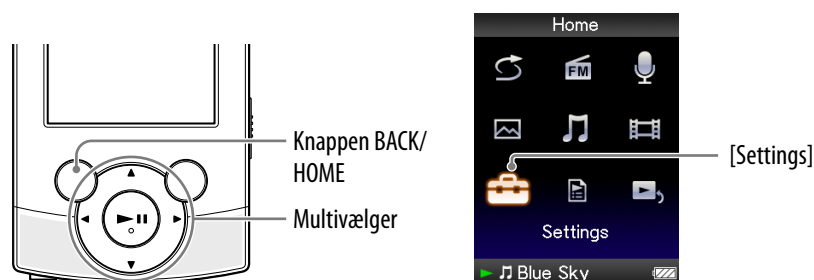 Knappen BACK/
HOME
Multivælger
Home
FM
[Settings]
Settings
Blue Sky